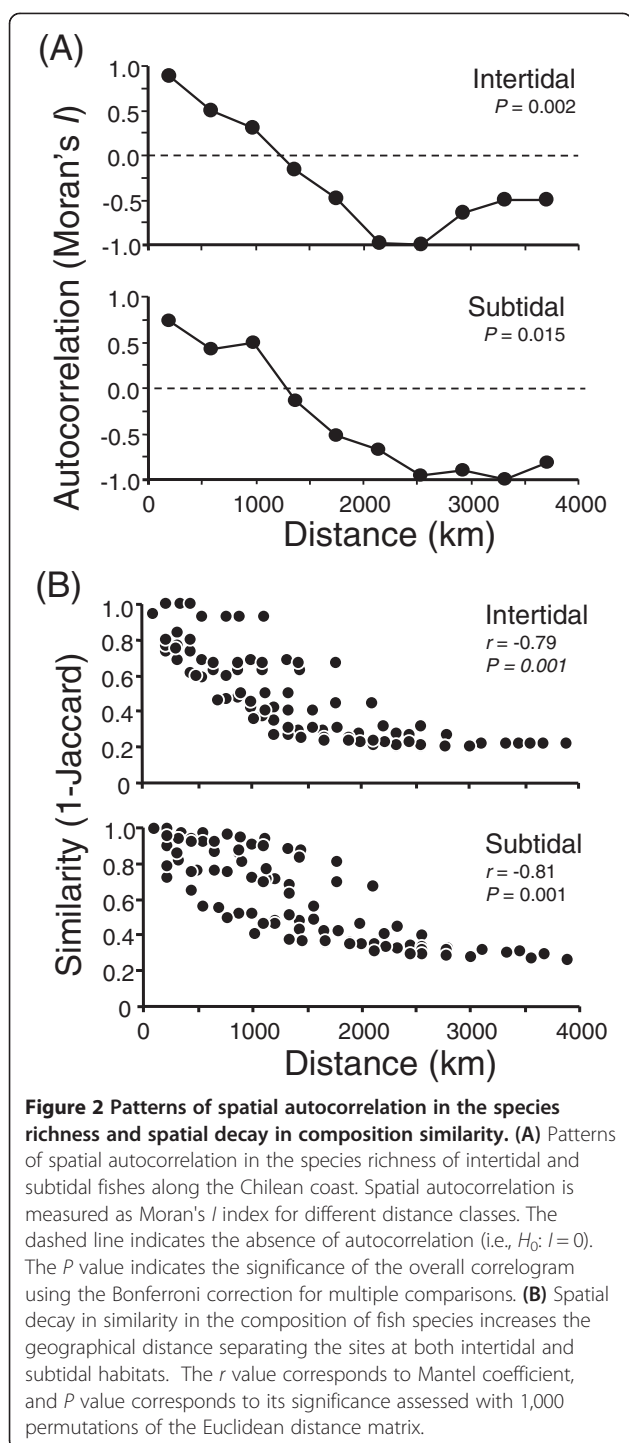 (A)
1.0
0.5
0.0
-0.5
-1.0
Intertidal
P = 0.002
1.0
0.5
0.0
-0.5
-1.0
Subtidal
P = 0.015
Autocorrelation (Moran's I)
0 1000 2000 3000 4000
Distance (km)
(B)
1.0
0.8
0.6
0.4
0.2
0
Intertidal
r = -0.79
P = 0.001
1.0
0.8
0.6
0.4
0.2
0
Subtidal
r = -0.81
P = 0.001
Similarity (1-Jaccard)
0 1000 2000 3000 4000
Distance (km)
Figure 2 Patterns of spatial autocorrelation in the species
richness and spatial decay in composition similarity. (A) Patterns
of spatial autocorrelation in the species richness of intertidal and
subtidal fishes along the Chilean coast. Spatial autocorrelation is
measured as Moran's I index for different distance classes. The
dashed line indicates the absence of autocorrelation (i.e., H₀: I = 0).
The P value indicates the significance of the overall correlogram
using the Bonferroni correction for multiple comparisons. (B) Spatial
decay in similarity in the composition of fish species increases the
geographical distance separating the sites at both intertidal and
subtidal habitats. The r value corresponds to Mantel coefficient,
and P value corresponds to its significance assessed with 1,000
permutations of the Euclidean distance matrix.